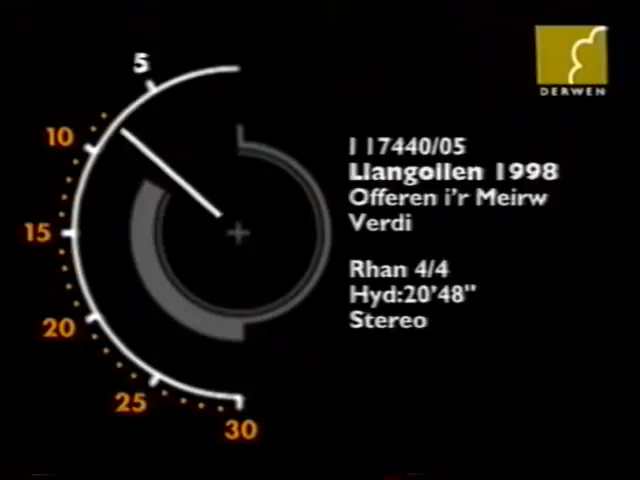 5
10
15
20
25
30
DERWEN
117440/05
Llangollen 1998
Offeren i'r Meirw
Verdi
Rhan 4/4
Hyd:20'48"
Stereo